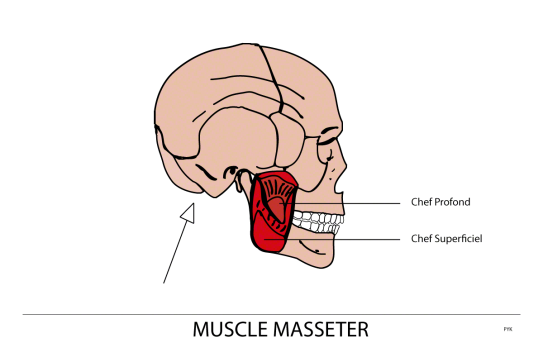 Chef Profond
Chef Superficiel
MUSCLE MASSETER
PYK